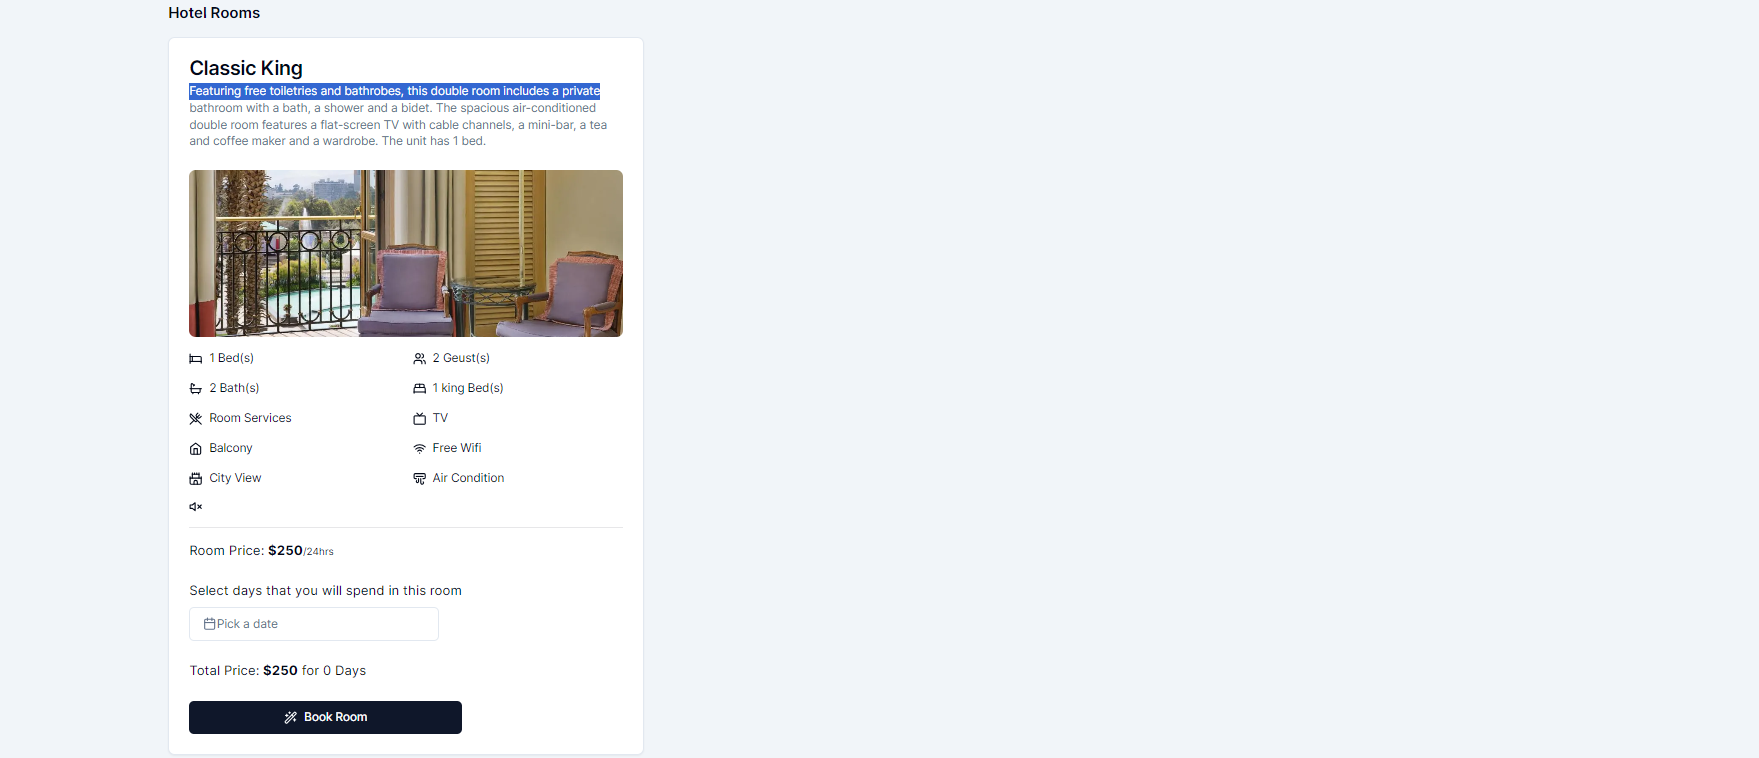 Hotel Rooms
Classic King
Featuring free toiletries and bathrobes, this double room includes a private
bathroom with a bath, a shower and a bidet. The spacious air-conditioned
double room features a flat-screen TV with cable channels, a mini-bar, a tea
and coffee maker and a wardrobe. The unit has 1 bed.
1 Bed(s)
2 Geust(s)
2 Bath(s)
1 king Bed(s)
Room Services
TV
Balcony
Free Wifi
City View
Air Condition
Room Price: $250/24hrs
Select days that you will spend in this room
Pick a date
Total Price: $250 for 0 Days
Book Room